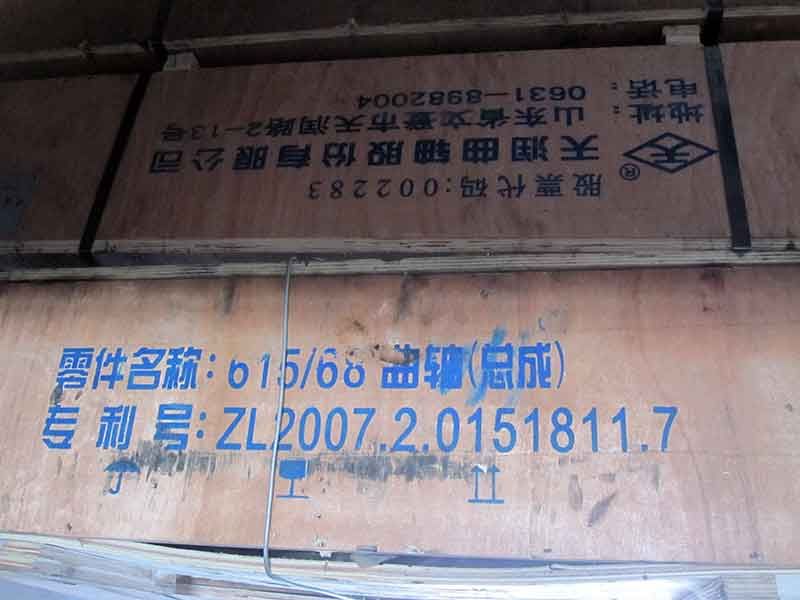 股票代码:002283
天® 天润曲轴股份有限公司
地址:山东省文登市天润路2-13号
电话:0631-8982004
零件名称:615/68 曲轴(总成)
专利号:ZL2007.2.0151811.7